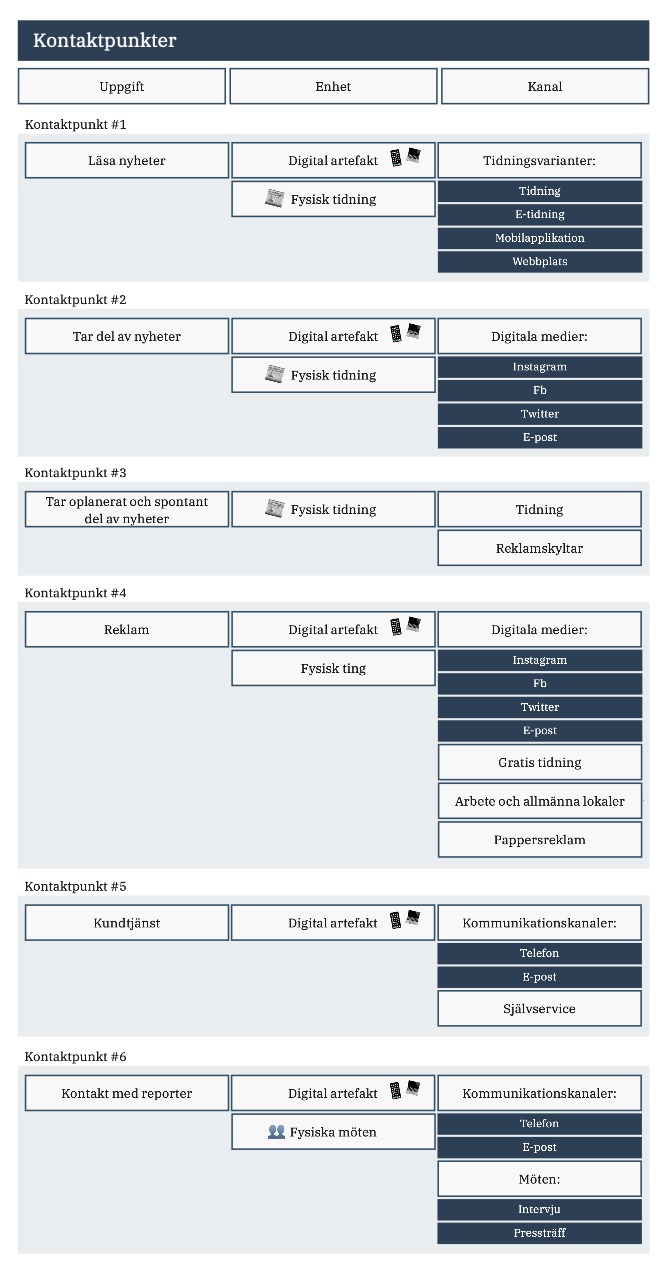 Kontaktpunkter
Uppgift
Enhet
Kanal
Kontaktpunkt #1
Läsa nyheter
Digital artefakt
Fysisk tidning
Tidningsvarianter:
Tidning
E-tidning
Mobilapplikation
Webbplats
Kontaktpunkt #2
Tar del av nyheter
Digital artefakt
Fysisk tidning
Digitala medier:
Instagram
Fb
Twitter
E-post
Kontaktpunkt #3
Tar oplanerat och spontant
del av nyheter
Fysisk tidning
Tidning
Reklamskyltar
Kontaktpunkt #4
Reklam
Digital artefakt
Fysisk ting
Digitala medier:
Instagram
Fb
Twitter
E-post
Gratis tidning
Arbete och allmänna lokaler
Pappersreklam
Kontaktpunkt #5
Kundtjänst
Digital artefakt
Kommunikationskanaler:
Telefon
E-post
Självservice
Kontaktpunkt #6
Kontakt med reporter
Digital artefakt
Fysiska möten
Kommunikationskanaler:
Telefon
E-post
Möten:
Intervju
Pressträff